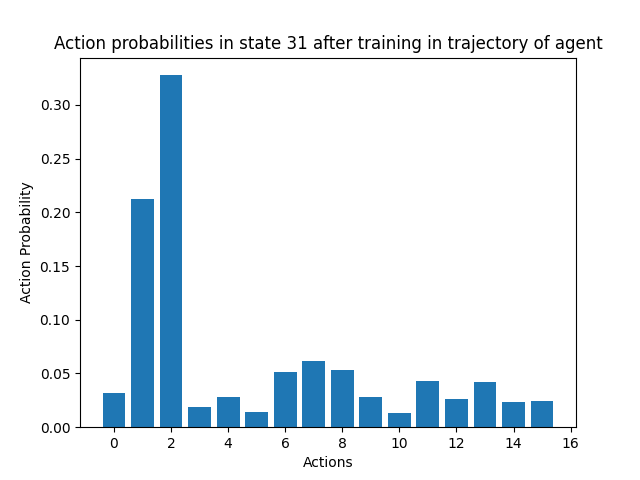 Action probabilities in state 31 after training in trajectory of agent
Action Probability
0.30
0.25
0.20
0.15
0.10
0.05
0.00
0 2 4 6 8 10 12 14 16
Actions